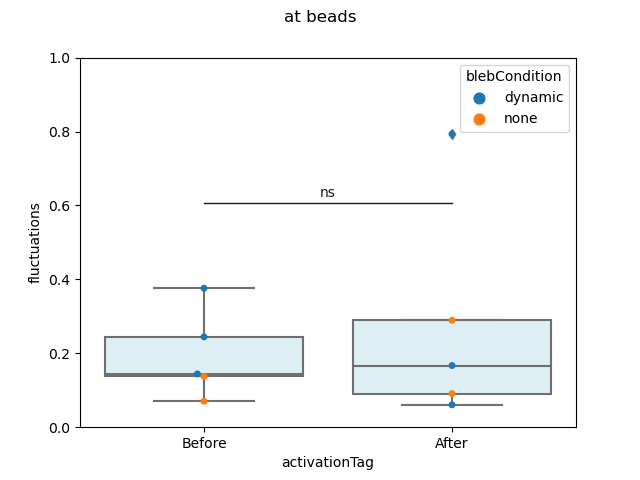 at beads
1.0
0.8
0.6
0.4
0.2
0.0
fluctuations
blebCondition
dynamic
none
ns
Before
After
activationTag